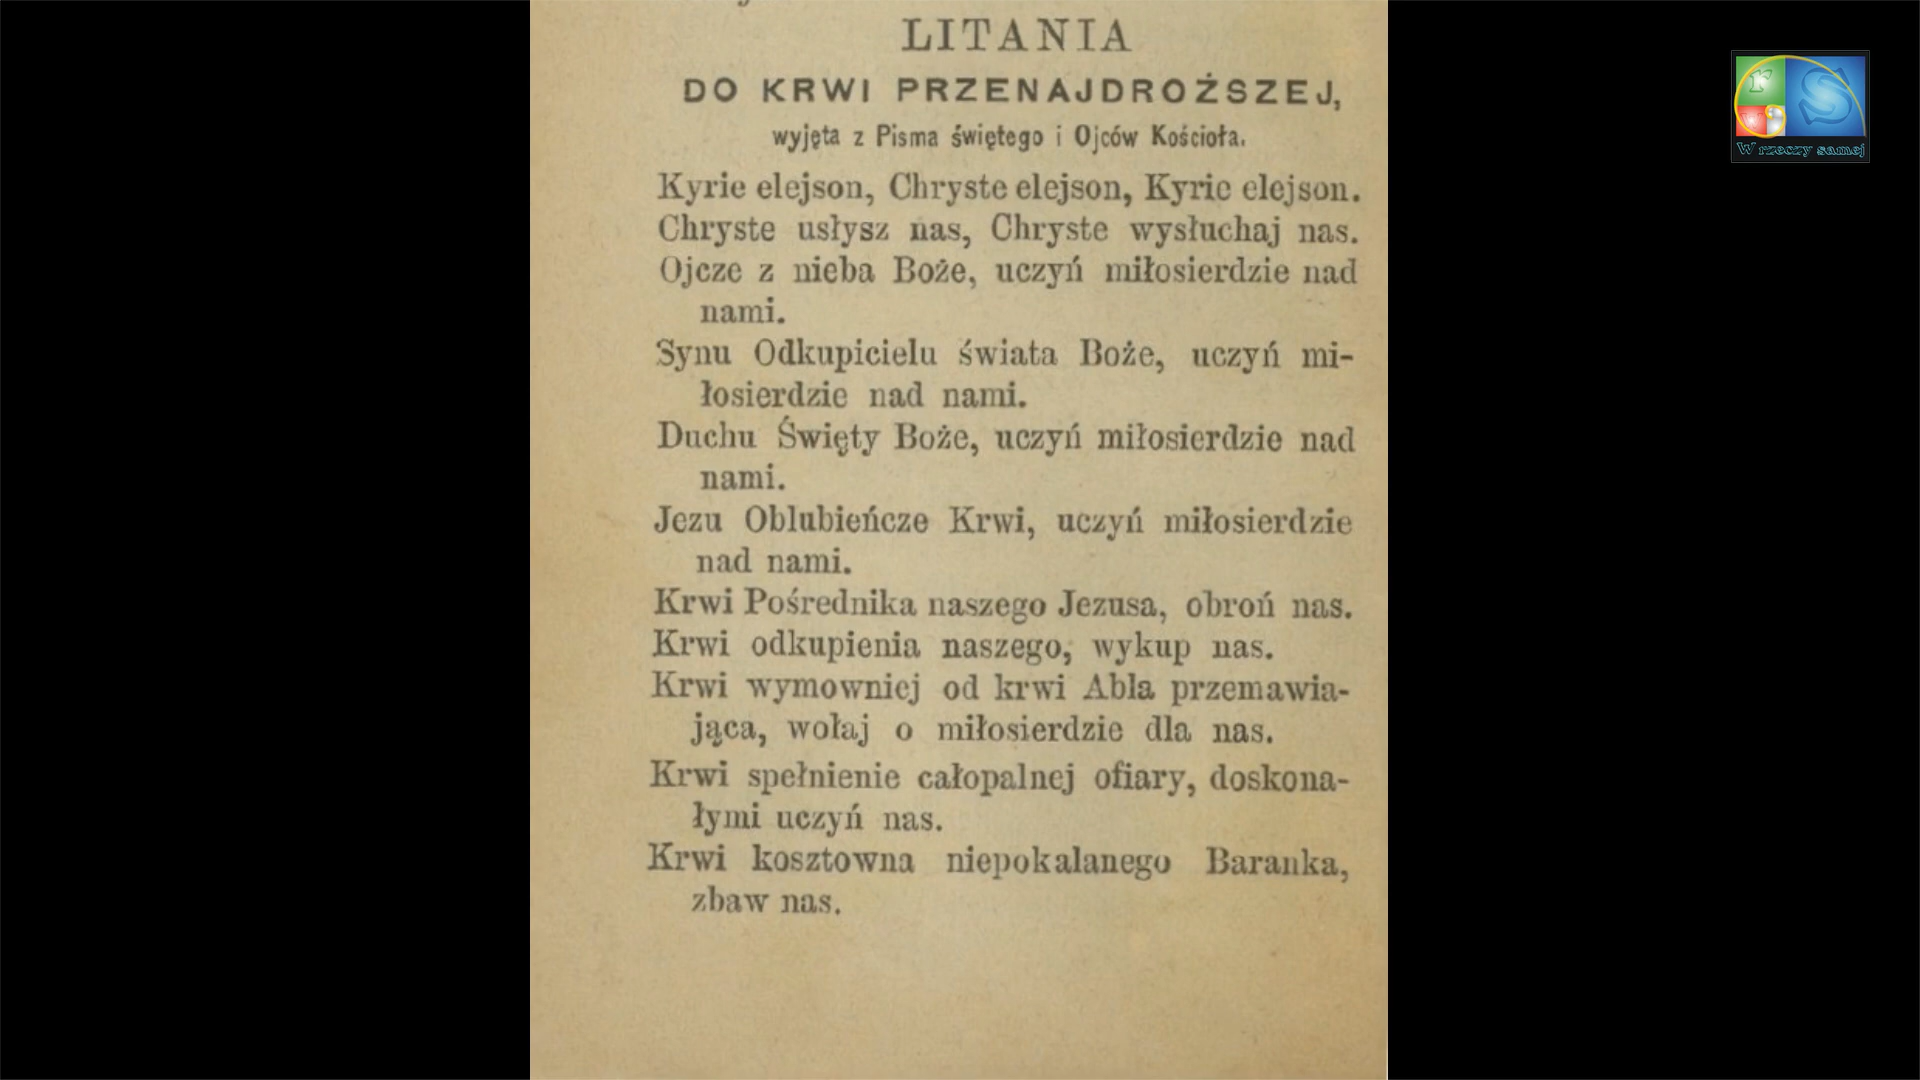 LITANIA
DO KRWI PRZENAJDROŻSZEJ,
wyjęta z Pisma świętego i Ojców Kościoła.
Kyrie elejson, Chryste elejson, Kyrie elejson.
Chryste usłysz nas, Chryste wysłuchaj nas.
Ojcze z nieba Boże, uczyń miłosierdzie nad
nami.
Synu Odkupicielu świata Boże, uczyń mi-
łosierdzie nad nami.
Duchu Święty Boże, uczyń miłosierdzie nad
nami.
Jezu Oblubieńcze Krwi, uczyń miłosierdzie
nad nami.
Krwi Pośrednika naszego Jezusa, obroń nas.
Krwi odkupienia naszego, wykup nas.
Krwi wymowniej od krwi Abla przemawia-
jąca, wołaj o miłosierdzie dla nas.
Krwi spełnienie całopalnej ofiary, doskona-
łymi uczyń nas.
Krwi kosztowna niepokalanego Baranka,
zbaw nas.
r S
W rzeczy samej